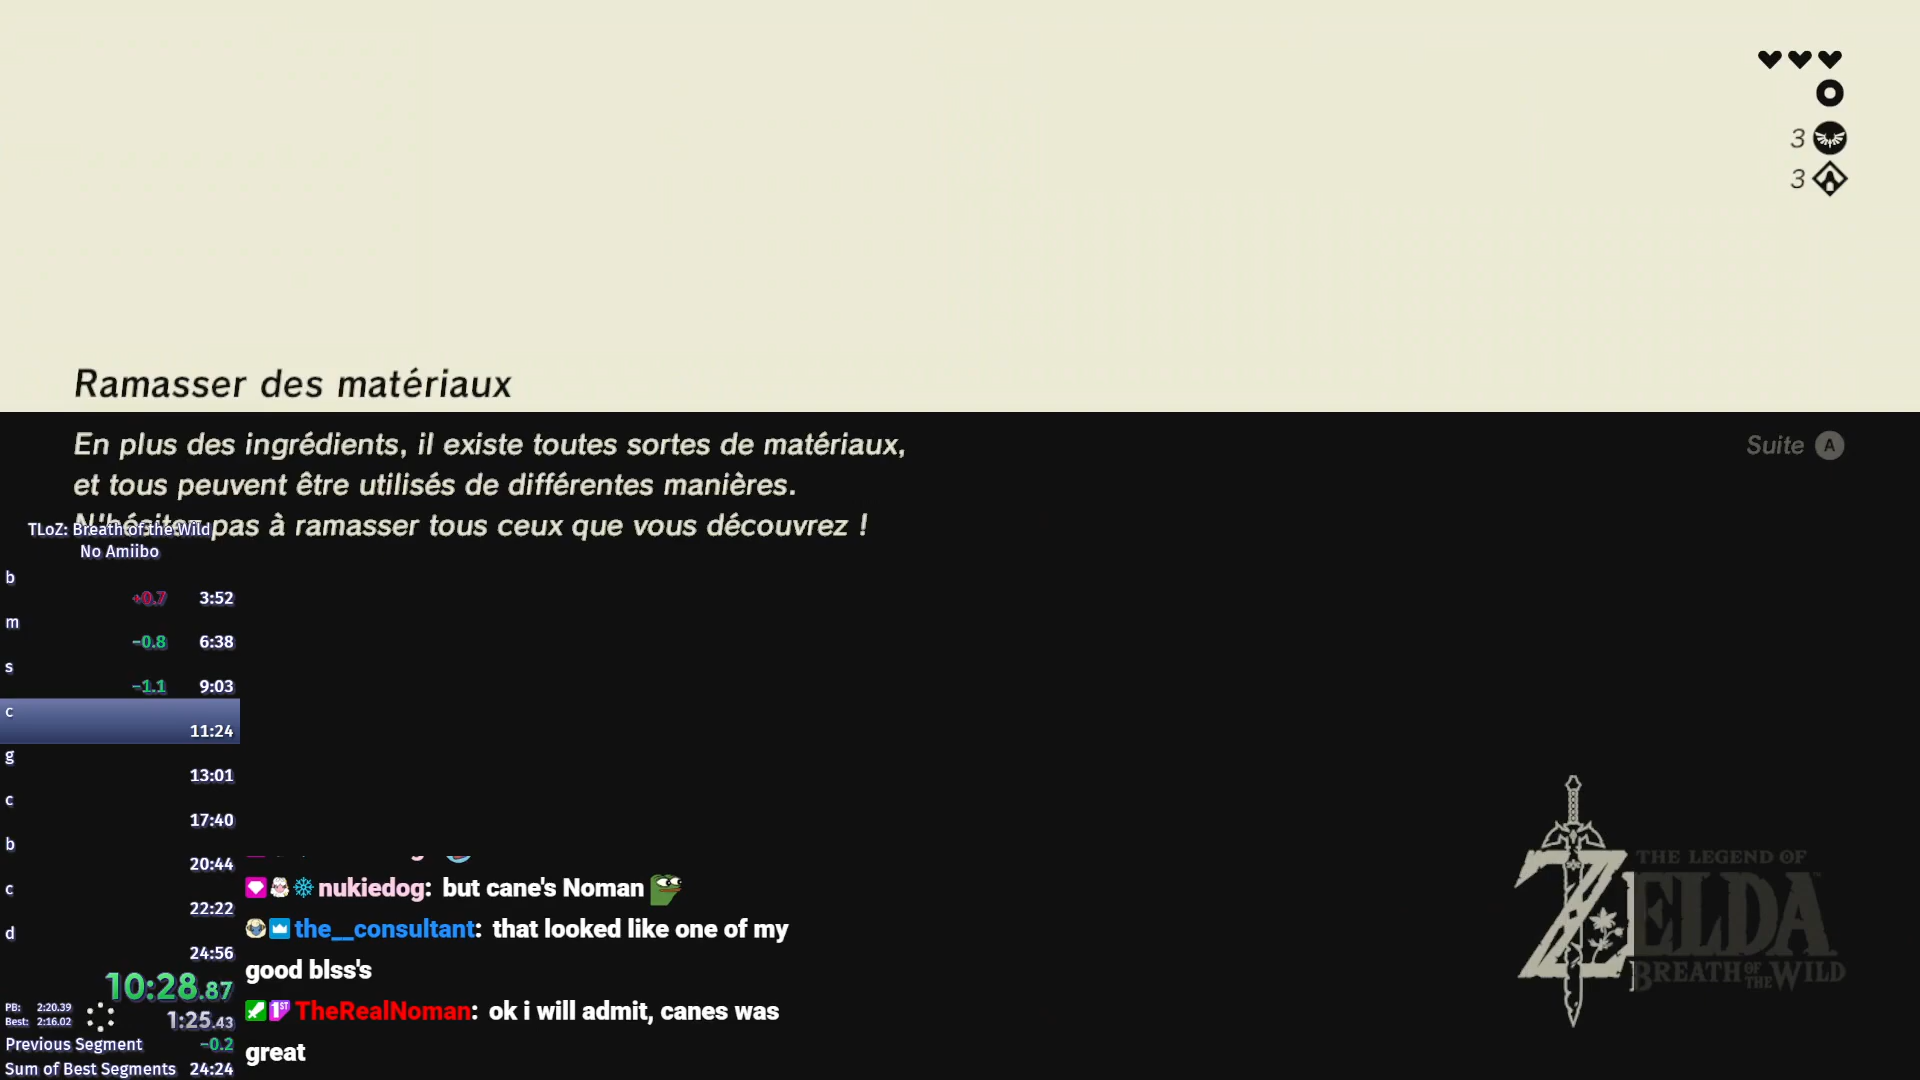 3
3
Ramasser des matériaux
En plus des ingrédients, il existe toutes sortes de matériaux,
Suite A
et tous peuvent être utilisés de différentes manières.
N'hésitez pas à ramasser tous ceux que vous découvrez !
TLoZ: Breath of the Wild
No Amiibo
b
+0.7 3:52
m
−0.8 6:38
s
−1.1 9:03
c
11:24
g
13:01
c
17:40
b
20:44
c
22:22
d
24:56
10:28.87
PB: 2:20.39
Best: 2:16.02
1:25.43
Previous Segment −0.2
Sum of Best Segments 24:24
nukiedog: but cane's Noman
the__consultant: that looked like one of my
good blss's
1ST TheRealNoman: ok i will admit, canes was
great
THE LEGEND OF
ZELDA
BREATH OF THE WILD